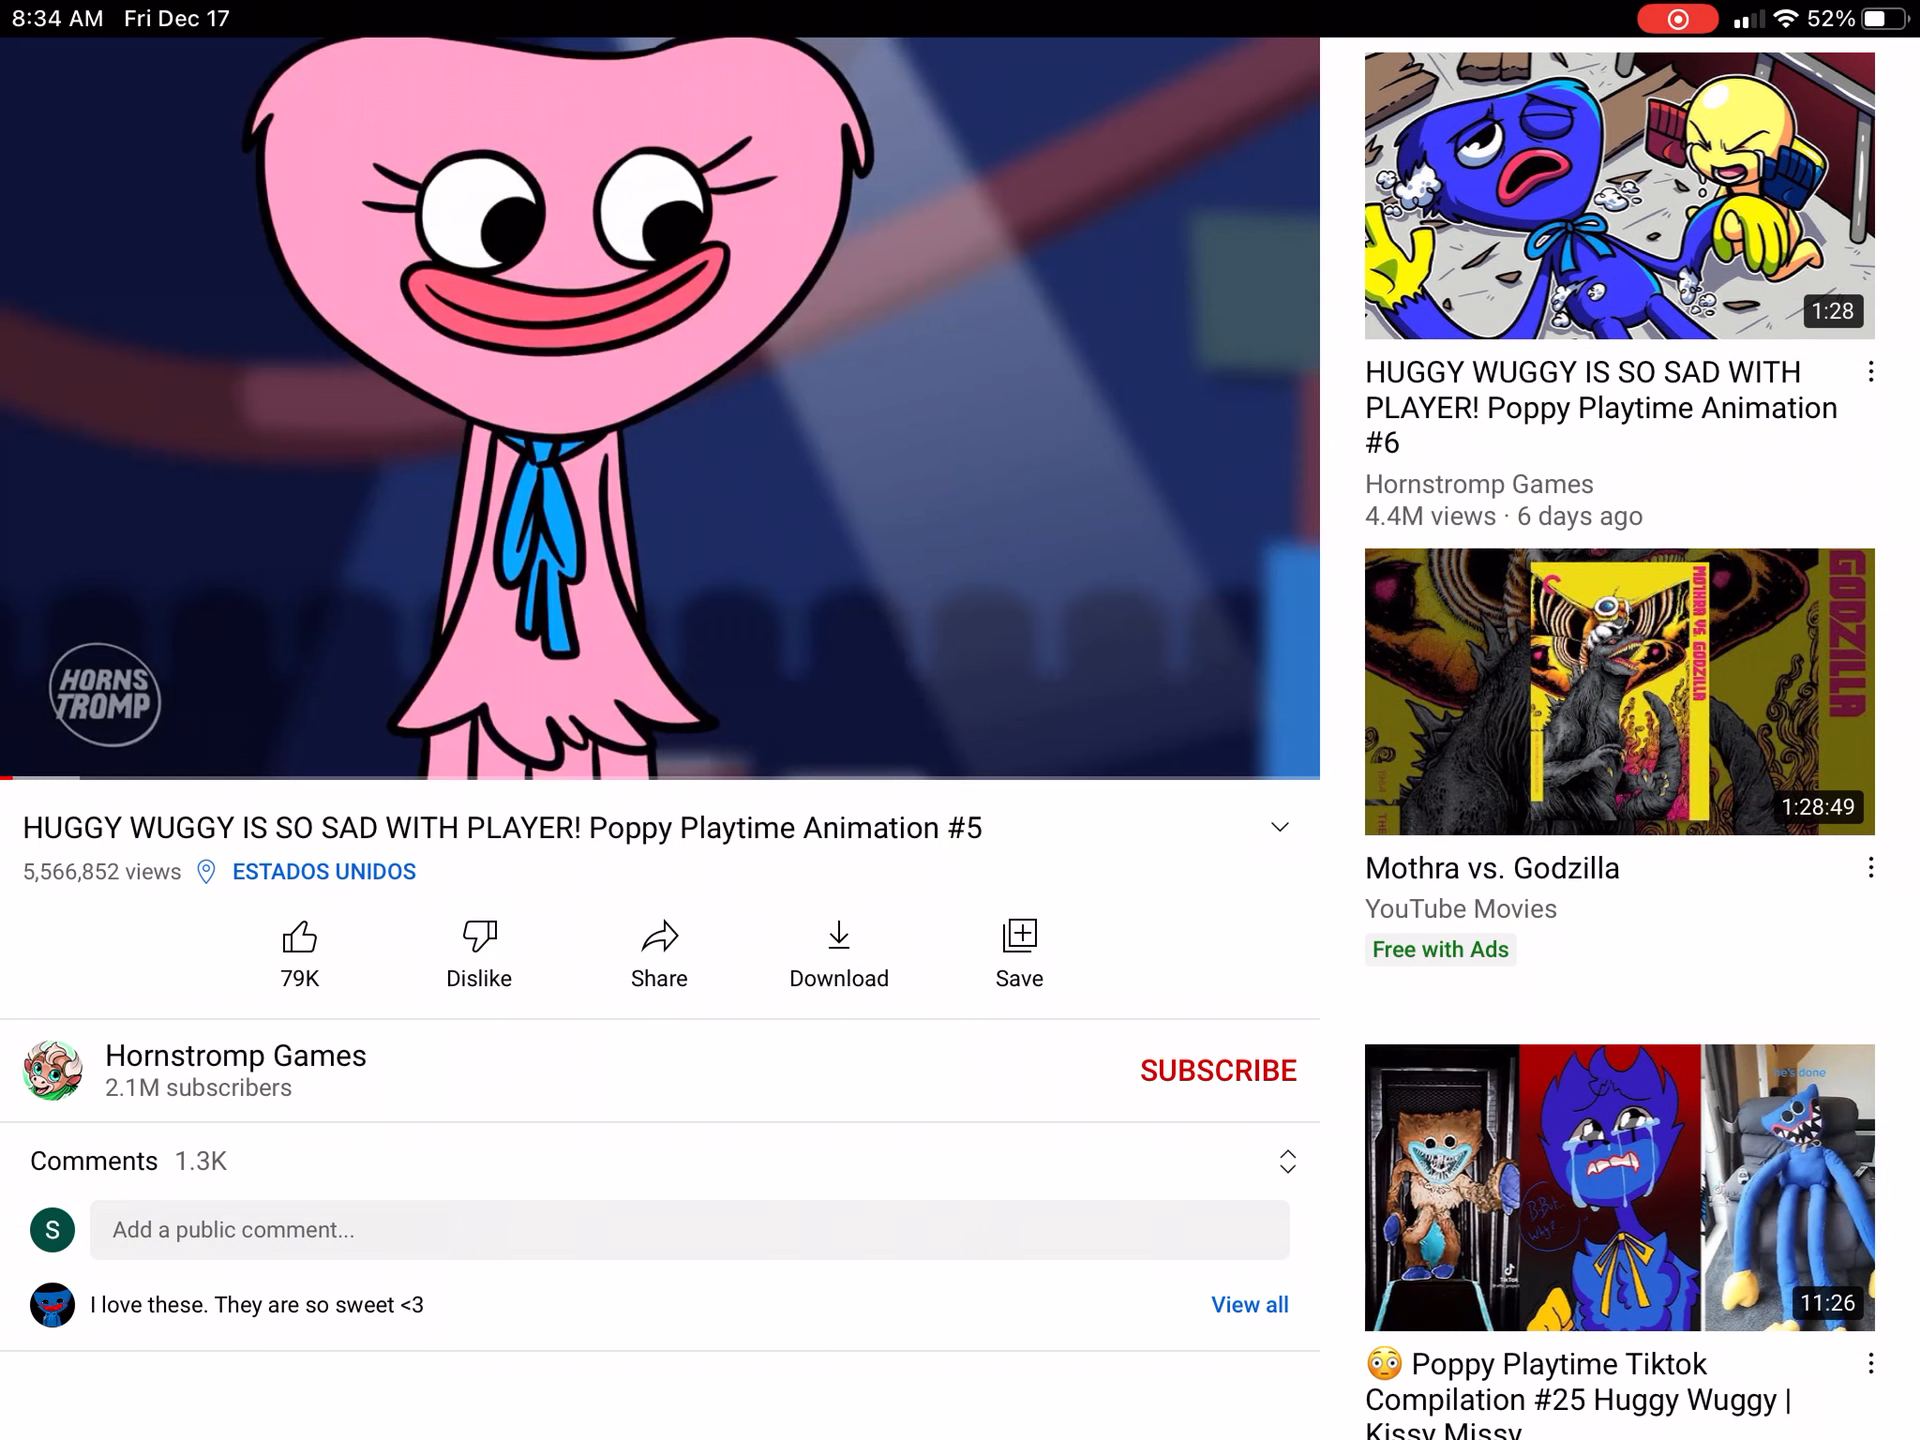 8:34 AM Fri Dec 17
52%
HORNS
TROMP
HUGGY WUGGY IS SO SAD WITH PLAYER! Poppy Playtime Animation #5
5,566,852 views ESTADOS UNIDOS
79K
Dislike
Share
Download
Save
Hornstromp Games
2.1M subscribers
SUBSCRIBE
Comments 1.3K
S
Add a public comment...
I love these. They are so sweet <3
View all
1:28
HUGGY WUGGY IS SO SAD WITH
PLAYER! Poppy Playtime Animation
#6
Hornstromp Games
4.4M views · 6 days ago
MOTHRA VS. GODZILLA
GODZILLA
1:28:49
Mothra vs. Godzilla
YouTube Movies
Free with Ads
he's done
B-But..
why?
TikTok
11:26
😳 Poppy Playtime Tiktok
Compilation #25 Huggy Wuggy |
Kissy Missy